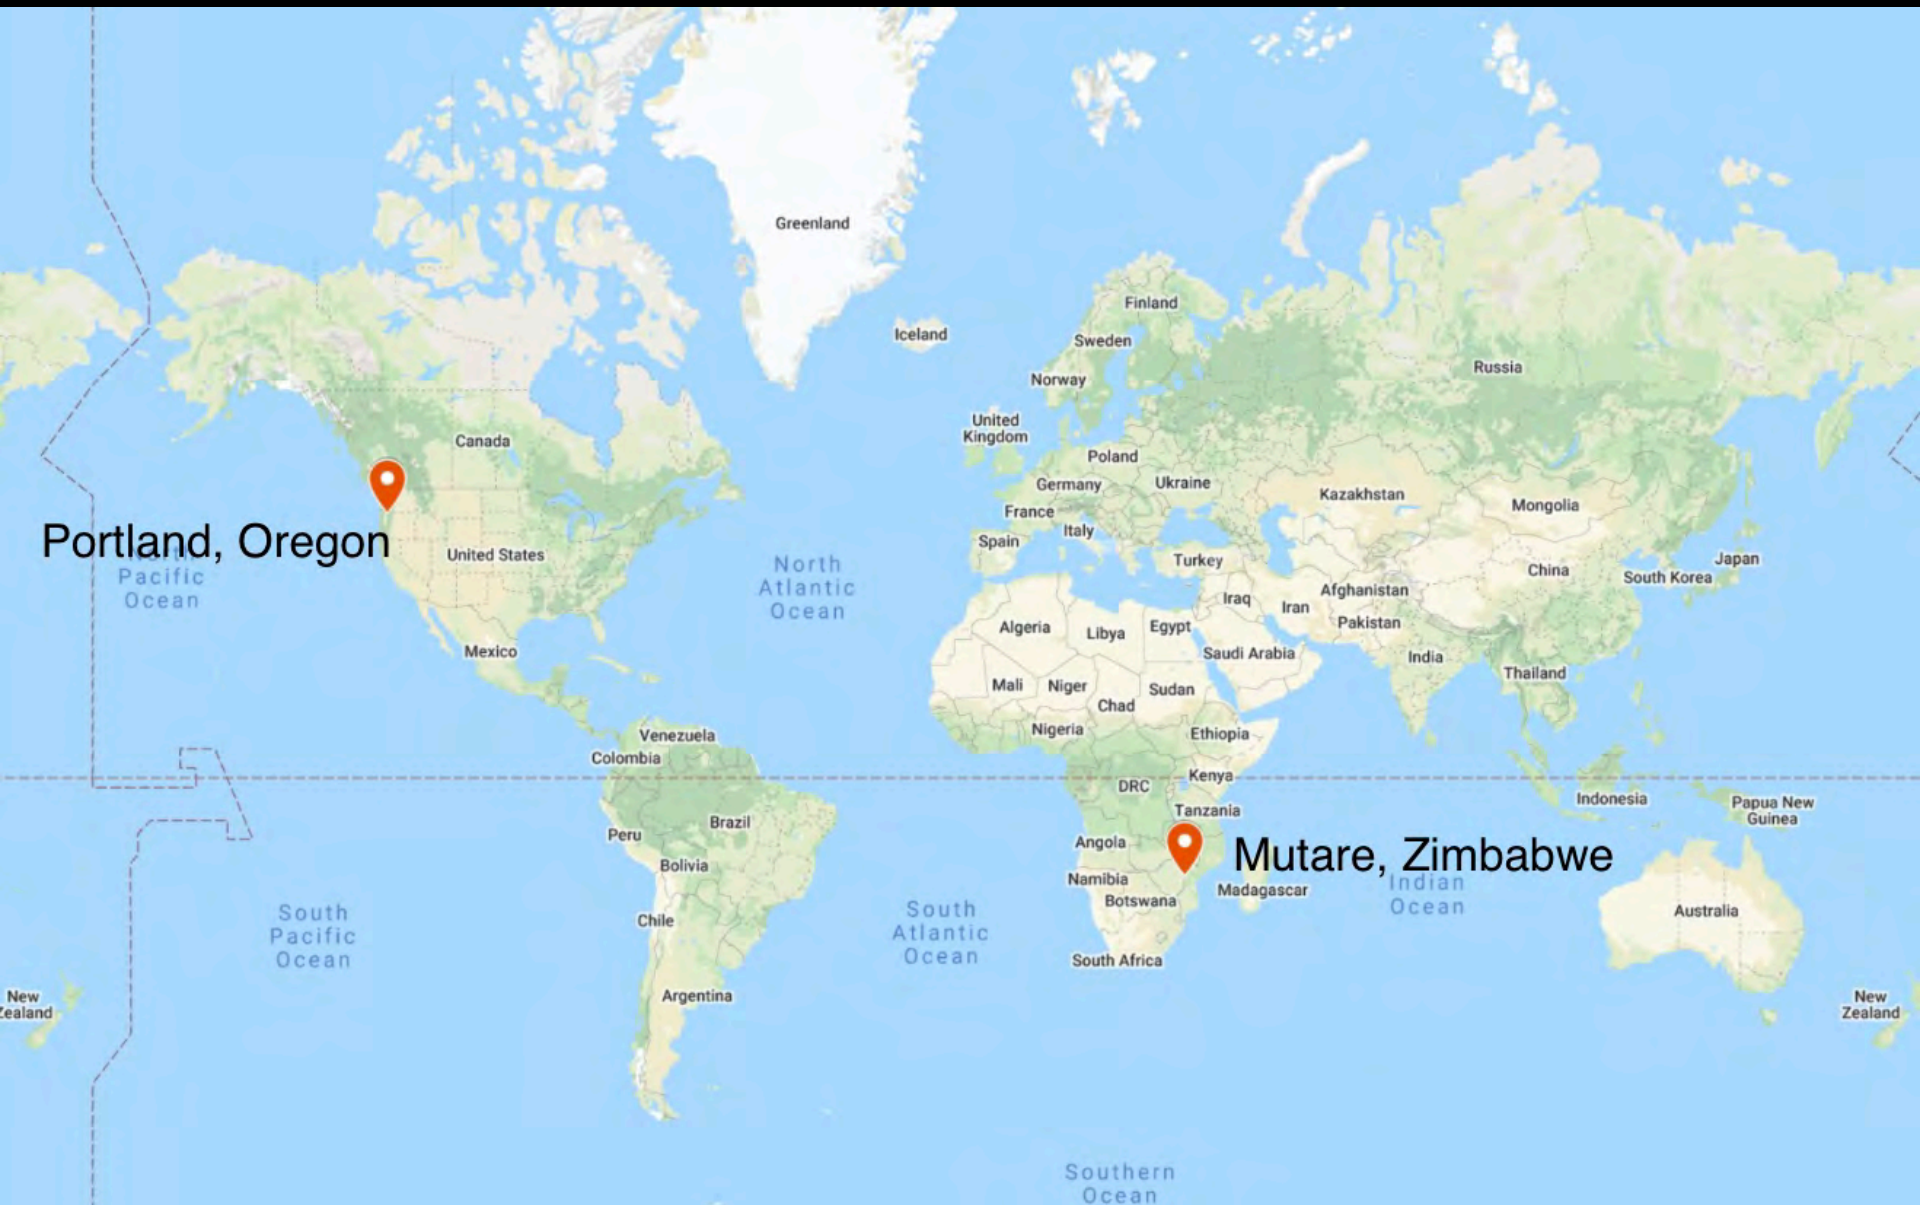 Greenland
Iceland
Finland
Sweden
Norway
Russia
United
Kingdom
Canada
Poland
Germany
Ukraine
Kazakhstan
Mongolia
France
Italy
Spain
Portland, Oregon
North
Pacific
Ocean
United States
North
Atlantic
Ocean
Turkey
China
Japan
South Korea
Iraq
Iran
Afghanistan
Pakistan
Algeria
Libya
Egypt
Saudi Arabia
India
Thailand
Mexico
Mali
Niger
Chad
Sudan
Nigeria
Ethiopia
Venezuela
Colombia
DRC
Kenya
Tanzania
Indonesia
Papua New
Guinea
Peru
Brazil
Bolivia
Angola
Mutare, Zimbabwe
Namibia
Botswana
Madagascar
Indian
Ocean
Australia
Chile
South
Pacific
Ocean
South
Atlantic
Ocean
South Africa
Argentina
New
Zealand
New
Zealand
Southern
Ocean